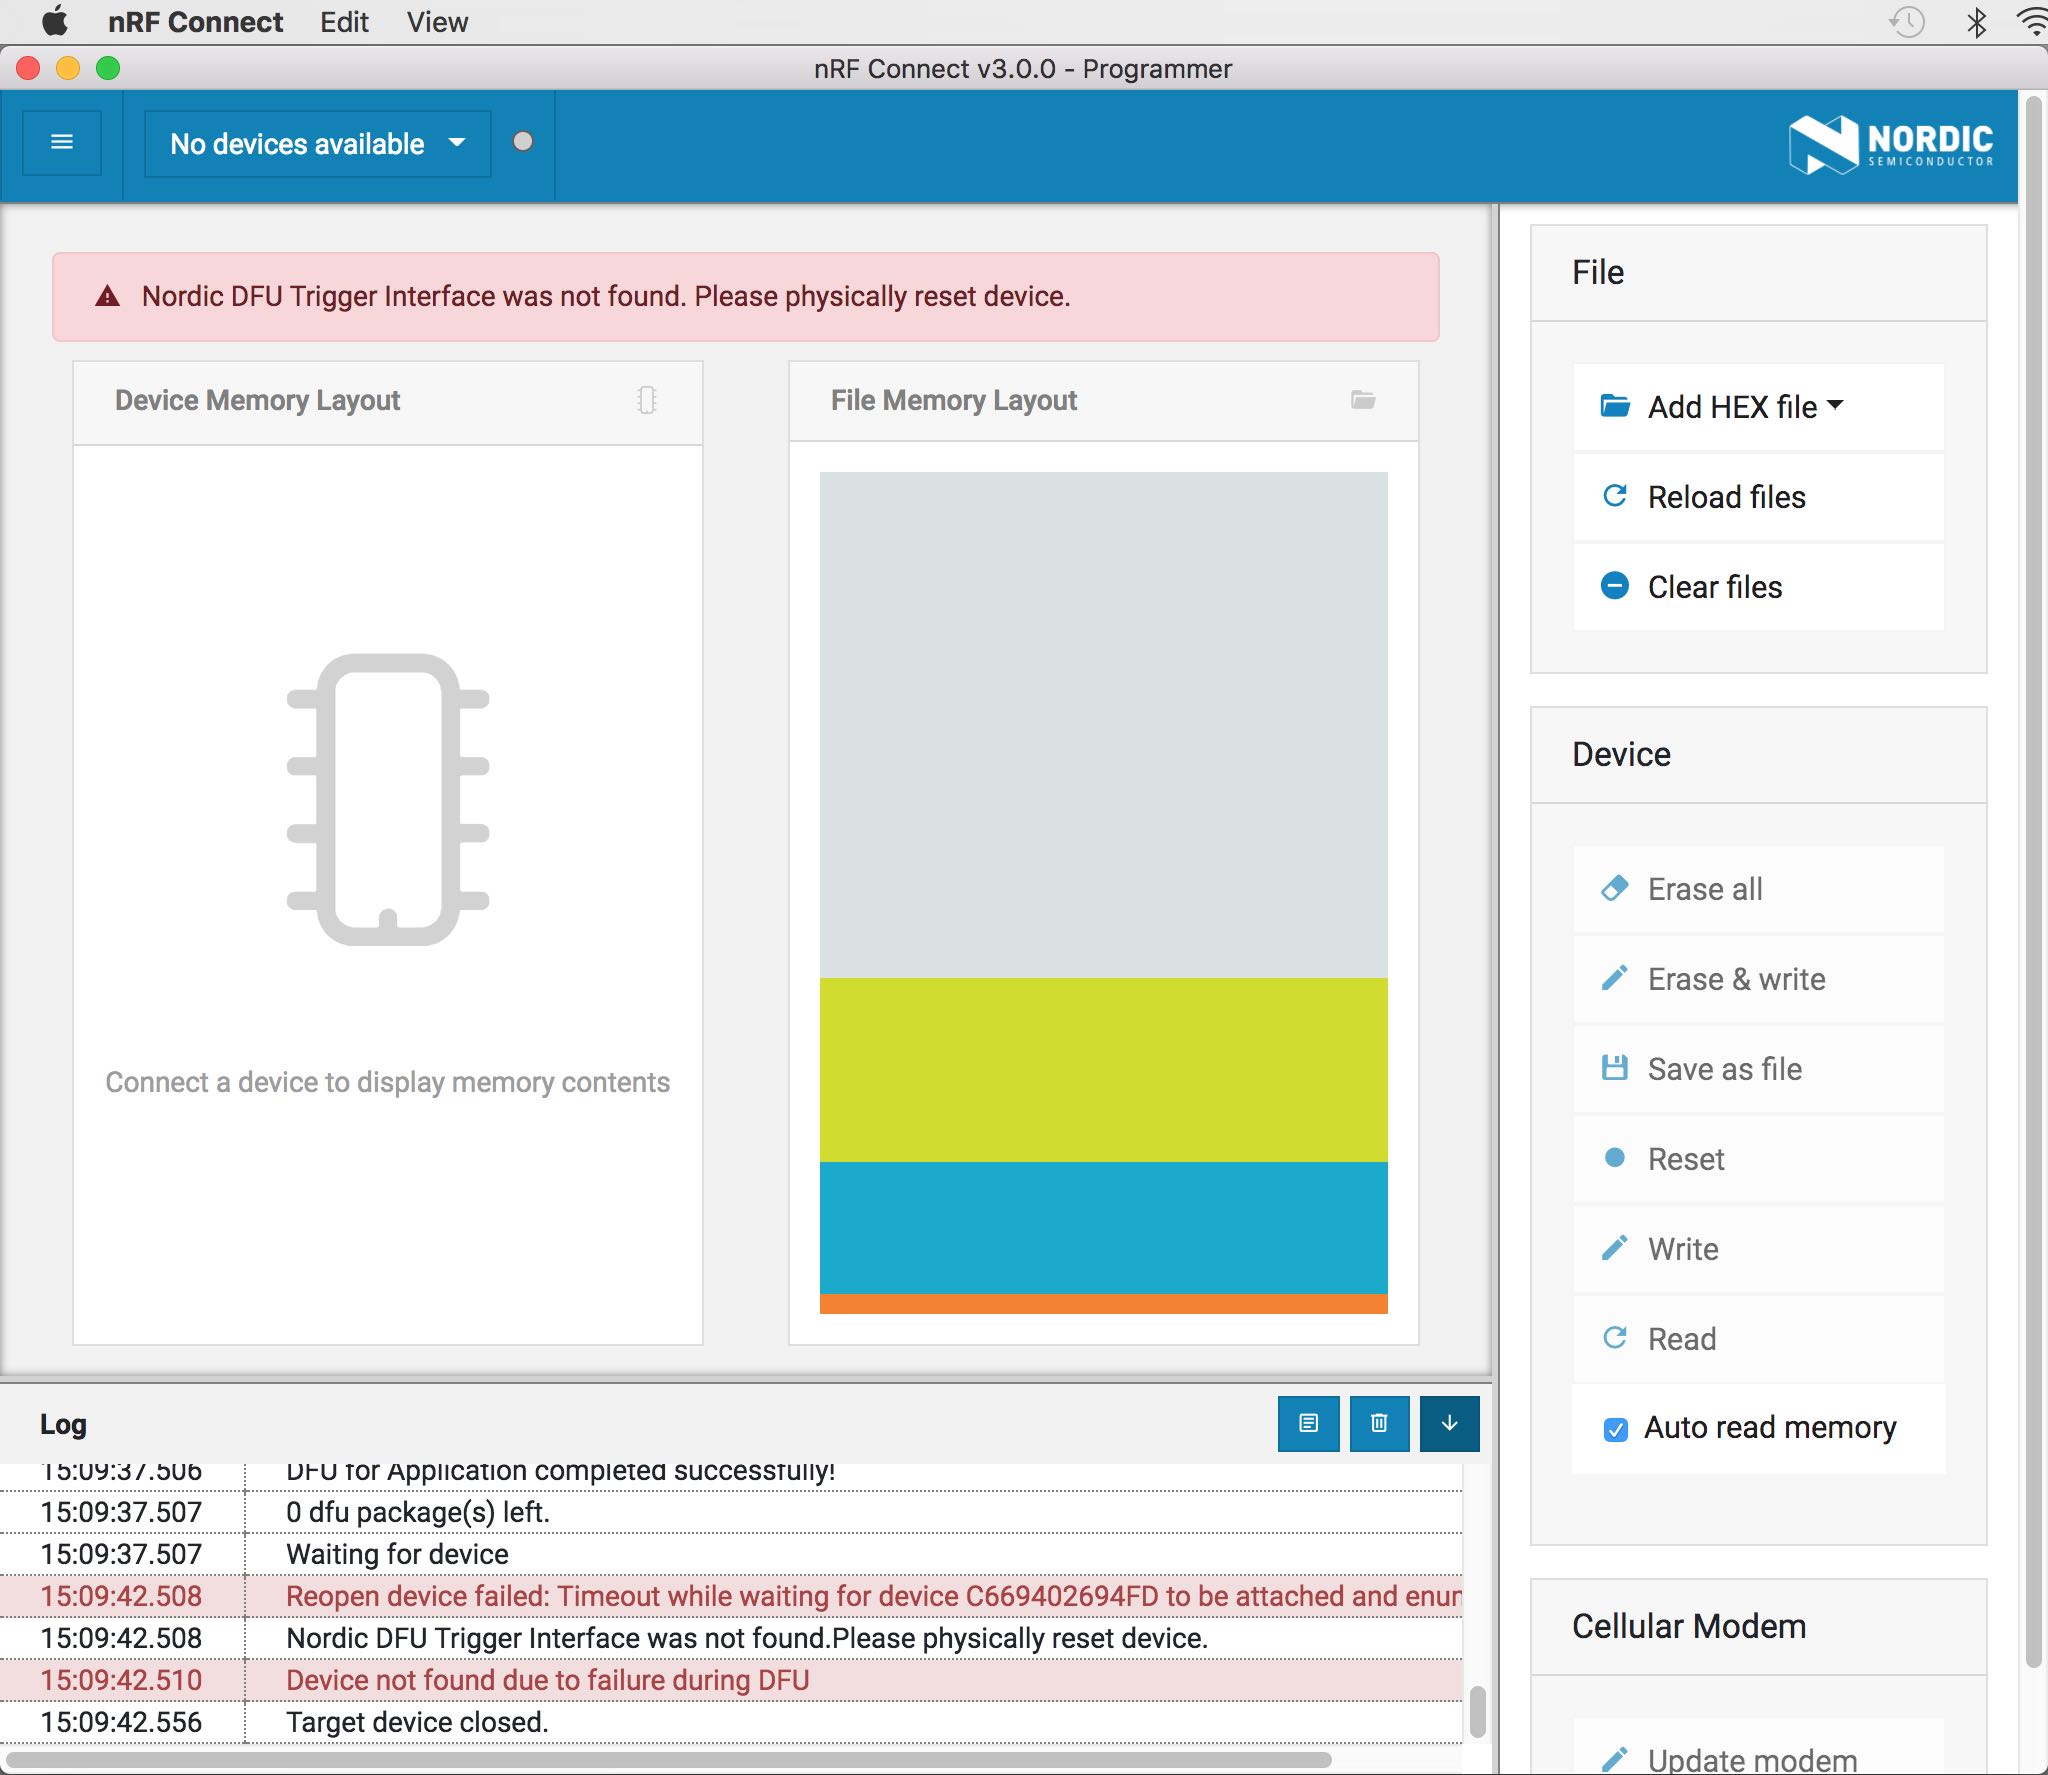 nRF Connect Edit View
nRF Connect v3.0.0 - Programmer
No devices available
NORDIC
SEMICONDUCTOR
Nordic DFU Trigger Interface was not found. Please physically reset device.
Device Memory Layout
Connect a device to display memory contents
File Memory Layout
File
Add HEX file
Reload files
Clear files
Device
Erase all
Erase & write
Save as file
Reset
Write
Read
Auto read memory
Cellular Modem
Update modem
Log
15:09:37.506 DFU for Application completed successfully!
15:09:37.507 0 dfu package(s) left.
15:09:37.507 Waiting for device
15:09:42.508 Reopen device failed: Timeout while waiting for device C669402694FD to be attached and enum
15:09:42.508 Nordic DFU Trigger Interface was not found.Please physically reset device.
15:09:42.510 Device not found due to failure during DFU
15:09:42.556 Target device closed.